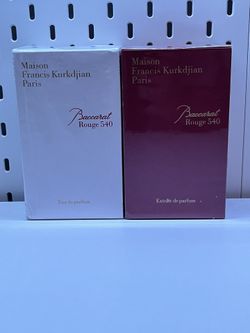 Maison
Francis Kurkdjian
Paris
Baccarat
Rouge 540
Eau de parfum
Maison
Francis Kurkdjian
Paris
Baccarat
Rouge 540
Extrait de parfum